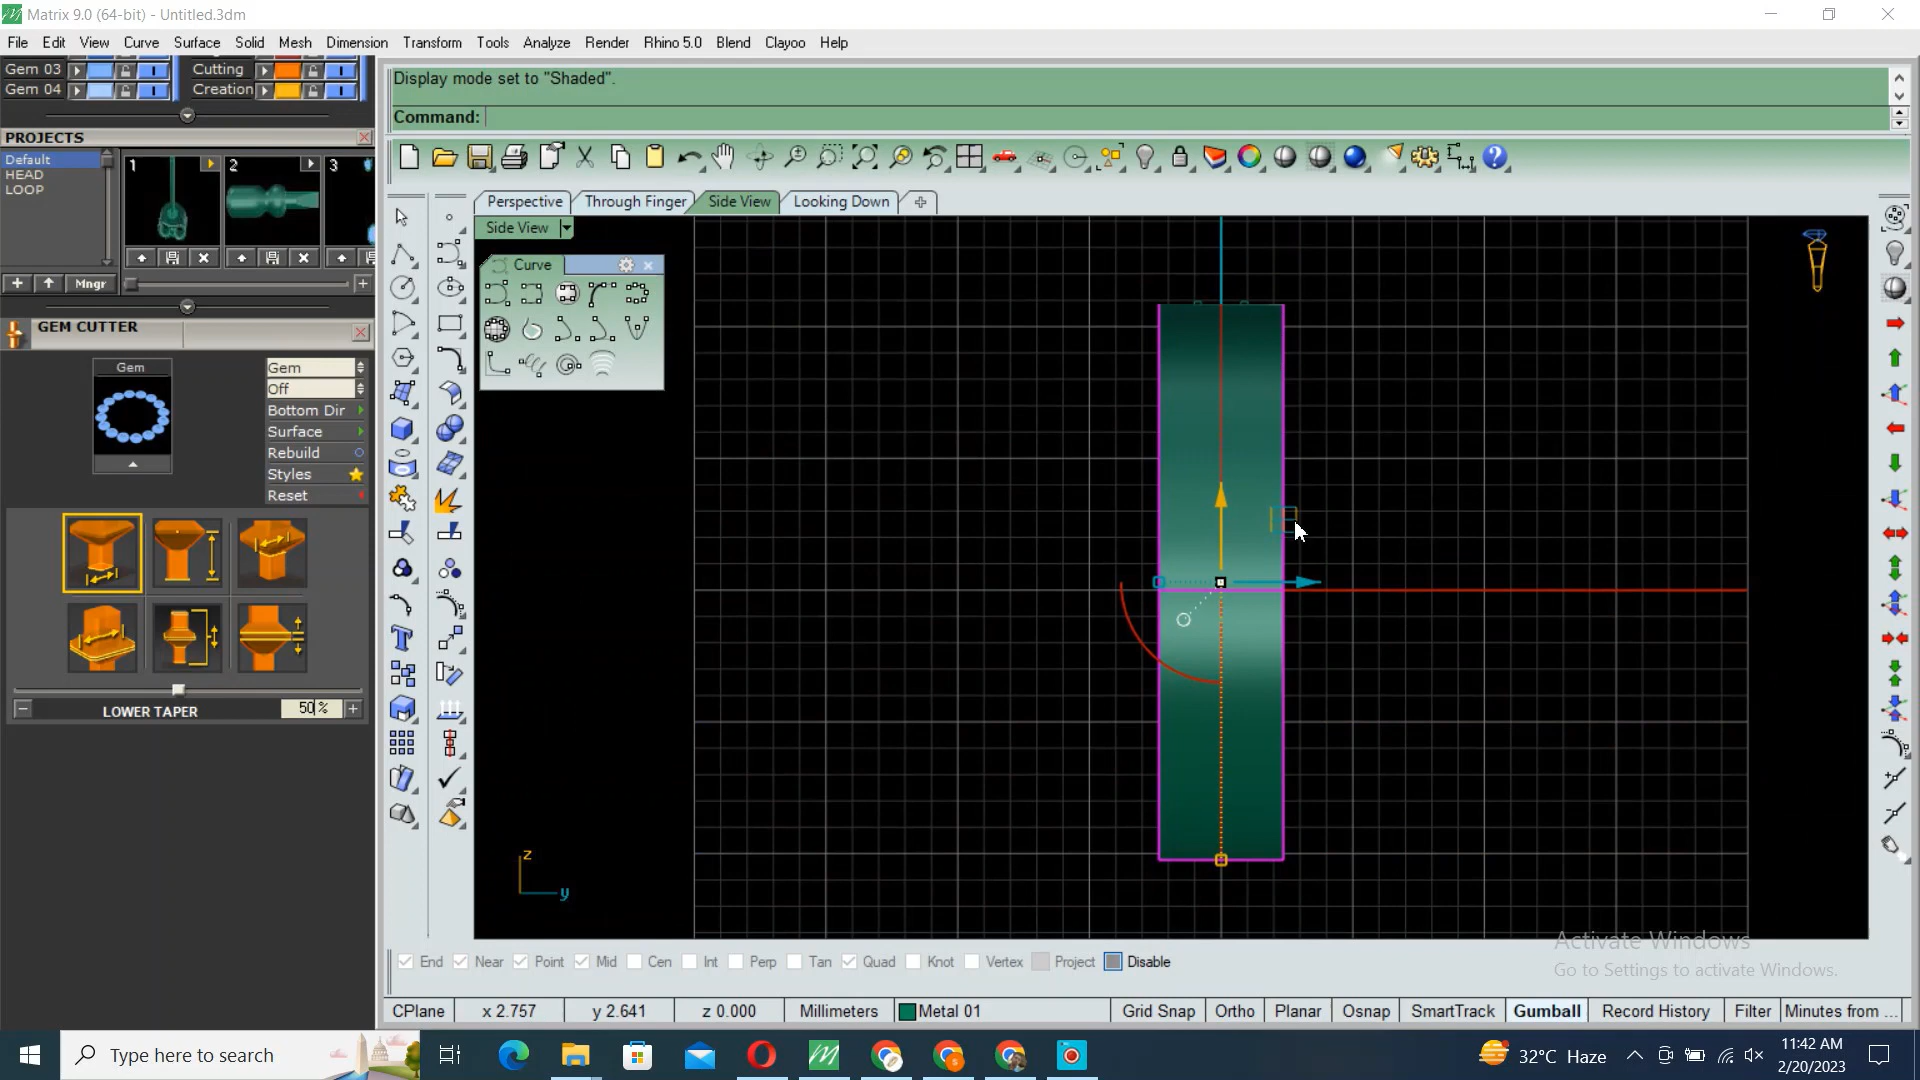 Matrix 9.0 (64-bit) - Untitled.3dm
File Edit View Curve Surface Solid Mesh Dimension Transform Tools Analyze Render Rhino 5.0 Blend Clayoo Help
Gem 03 Cutting
Gem 04 Creation
Display mode set to "Shaded".
Command:
PROJECTS
Default
HEAD
LOOP
1 2 3
Mngr
Perspective Through Finger Side View Looking Down
Side View
Curve
GEM CUTTER
Gem
Gem
Off
Bottom Dir
Surface
Rebuild
Styles
Reset
LOWER TAPER 50%
z
y
Activate Windows
Go to Settings to activate Windows.
End Near Point Mid Cen Int Perp Tan Quad Knot Vertex Project Disable
CPlane x 2.757 y 2.641 z 0.000 Millimeters Metal 01 Grid Snap Ortho Planar Osnap SmartTrack Gumball Record History Filter Minutes from ...
Type here to search
32°C Haze
11:42 AM
2/20/2023